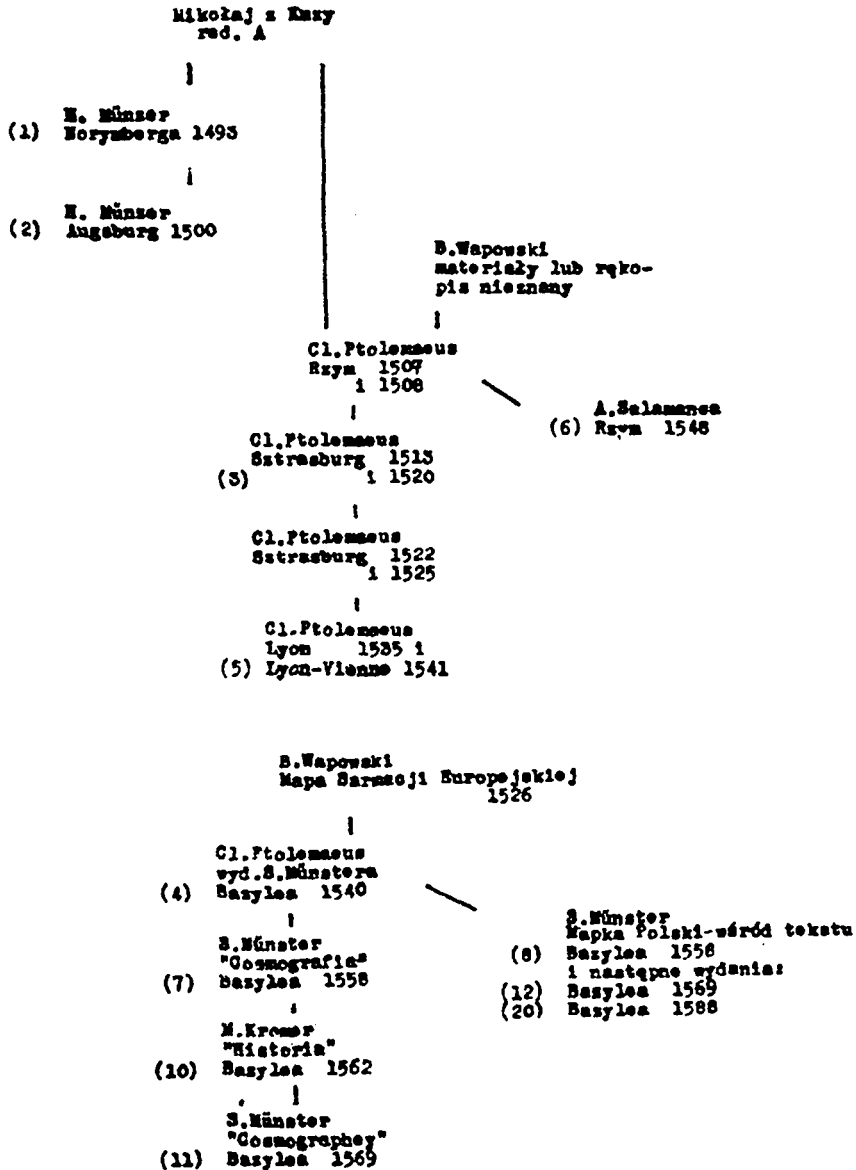 Mikołaj z Kuzy
red. A
H. Münzer
(1) Norymberga 1493
H. Münzer
(2) Augsburg 1500
B.Wapowski
materiały lub ręko-
pis nieznany
Cl.Ptolemaeus
Rzym 1507
i 1508
A.Salamanca
(6) Rzym 1548
Cl.Ptolemaeus
Sztrasburg 1513
(3) i 1520
Cl.Ptolemaeus
Sztrasburg 1522
i 1525
Cl.Ptolemaeus
Lyon 1535 i
(5) Lyon-Vienne 1541
B.Wapowski
Mapa Sarmacji Europejskiej
1526
Cl.Ptolemaeus
wyd.S.Münstera
(4) Bazylea 1540
S.Münster
"Cosmografia"
(7) Bazylea 1558
S.Münster
Mapka Polski-wśród tekstu
(8) Bazylea 1558
i następne wydania:
(12) Bazylea 1569
(20) Bazylea 1588
M.Kromer
"Historia"
(10) Bazylea 1562
S.Münster
"Cosmographey"
(11) Bazylea 1569